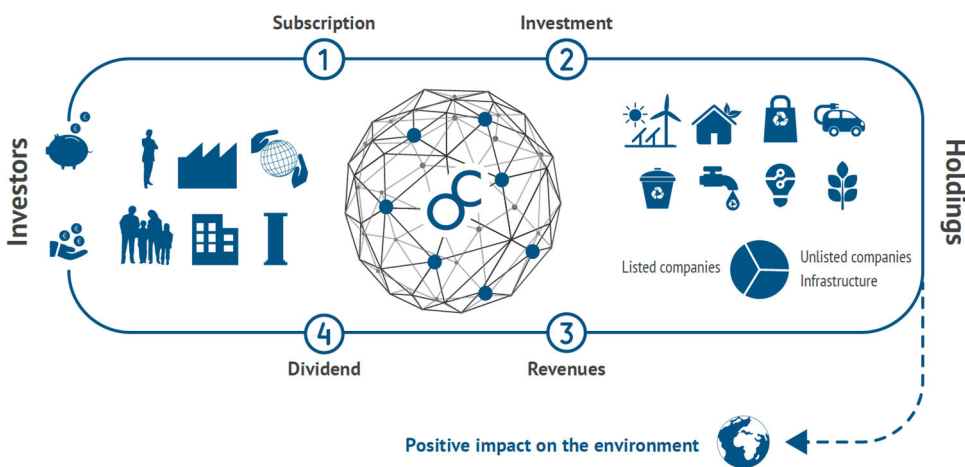 Subscription
Investment
1
2
Investors
Holdings
€
€
€
€
€
OC
Listed companies
Unlisted companies
Infrastructure
4
3
Dividend
Revenues
Positive impact on the environment